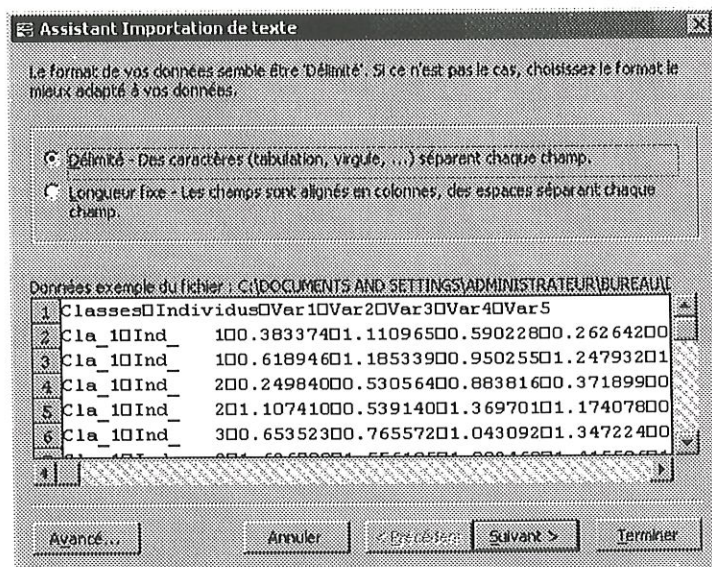 Assistant Importation de texte
Le format de vos données semble être 'Délimité'. Si ce n'est pas le cas, choisissez le format le
mieux adapté à vos données.
Délimité - Des caractères (tabulation, virgule, ...) séparent chaque champ.
Longueur fixe - Les champs sont alignés en colonnes, des espaces séparant chaque
champ.
Données exemple du fichier : C:\DOCUMENTS AND SETTINGS\ADMINISTRATEUR\BUREAU\
1 Classes□Individus□Var1□Var2□Var3□Var4□Var5
2 Cla_1□Ind_ 1□0.383374□1.110965□0.590228□0.262642□0
3 Cla_1□Ind_ 1□0.618946□1.185339□0.950255□1.247932□1
4 Cla_1□Ind_ 2□0.249840□0.530564□0.883816□0.371899□0
5 Cla_1□Ind_ 2□1.107410□0.539140□1.369701□1.174078□0
6 Cla_1□Ind_ 3□0.653523□0.765572□1.043092□1.347224□0
Avancé... Annuler < Précédent Suivant > Terminer